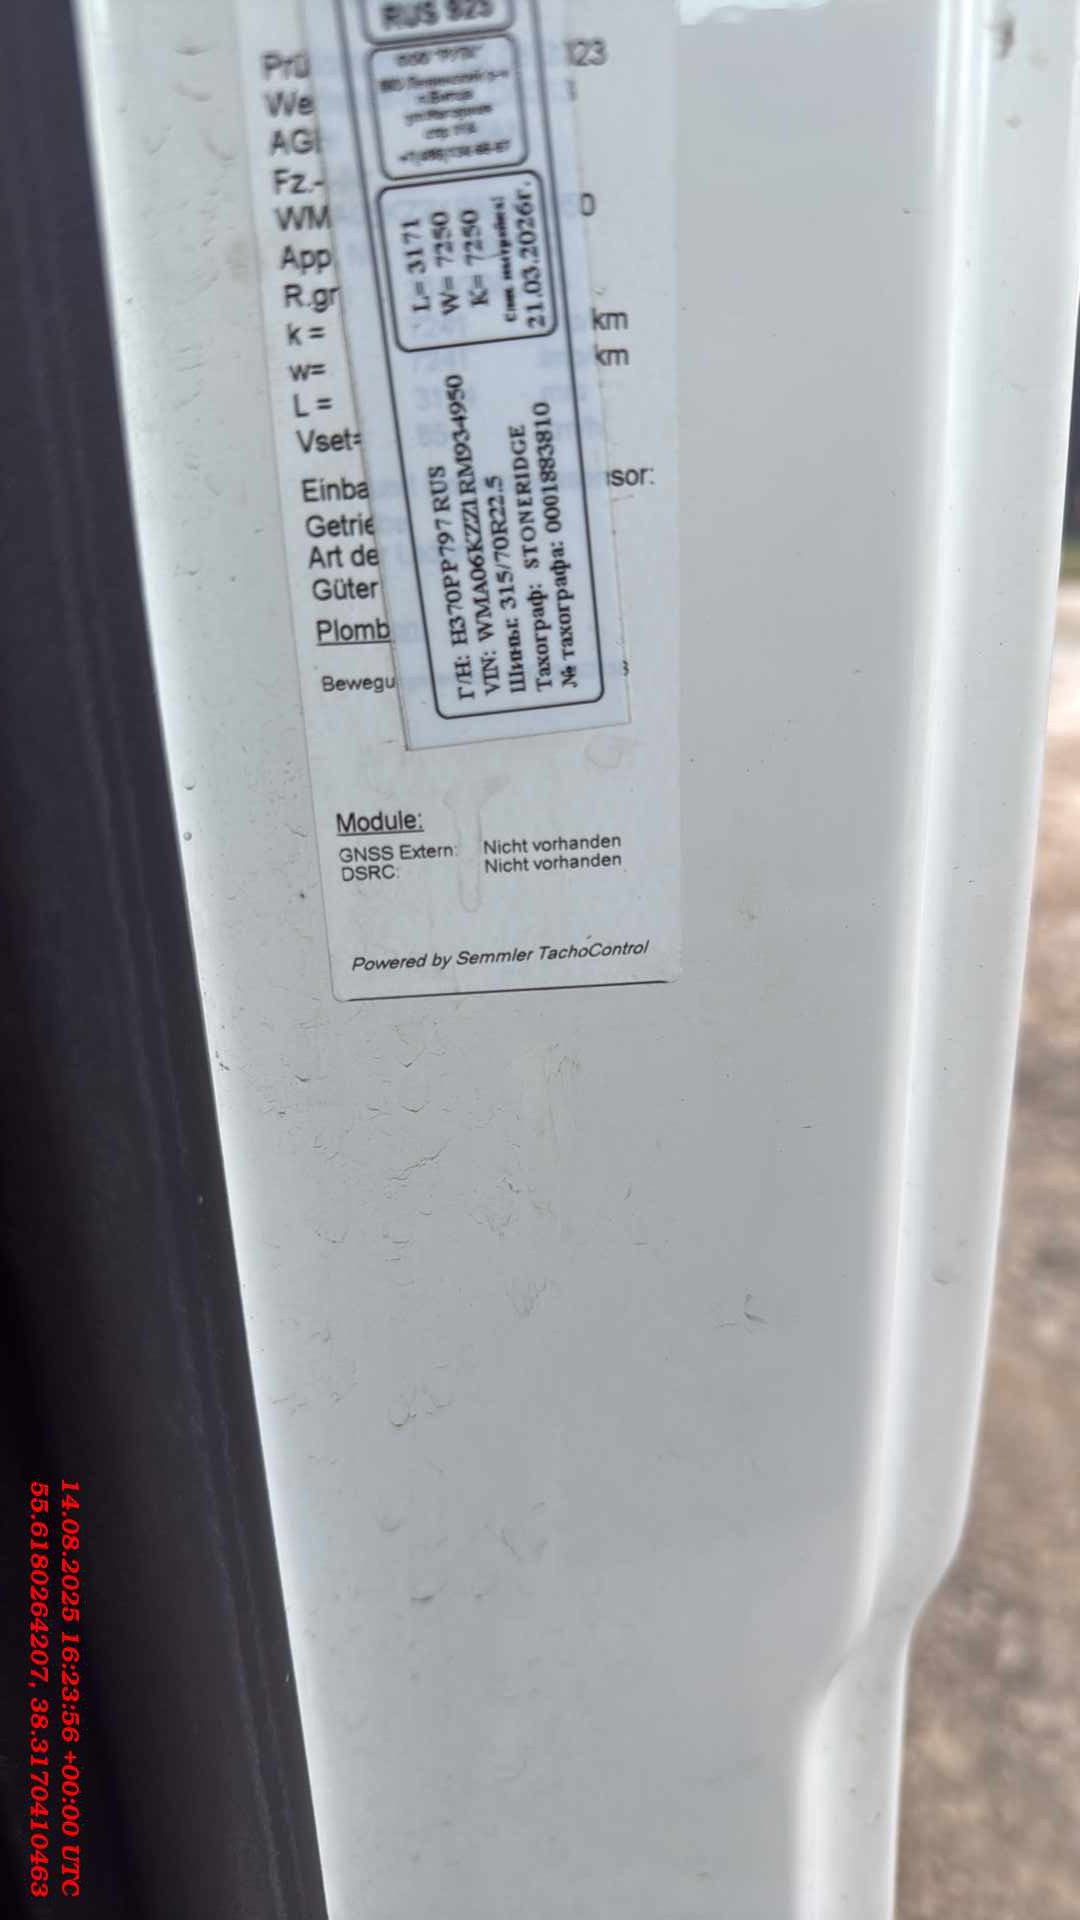 RUS 923
L= 3171
W= 7250
K= 7250
21.03.2026г.
Г/Н: Н370РР797 RUS
VIN: WMA06KZZ1RM934950
Шины: 315/70R22.5
Тахограф: STONERIDGE
№ тахографа: 0001883810
Prü
123
We
AG
Fz.-
WM
0
App
R.gr
k =
km
w=
km
L =
Vset=
Einba
nsor:
Getrie
Art de
Güter
Plomb
Bewegu
Module:
GNSS Extern: Nicht vorhanden
DSRC: Nicht vorhanden
Powered by Semmler TachoControl
14.08.2025 16:23:56 +00:00 UTC
55.6180264207, 38.3170410463